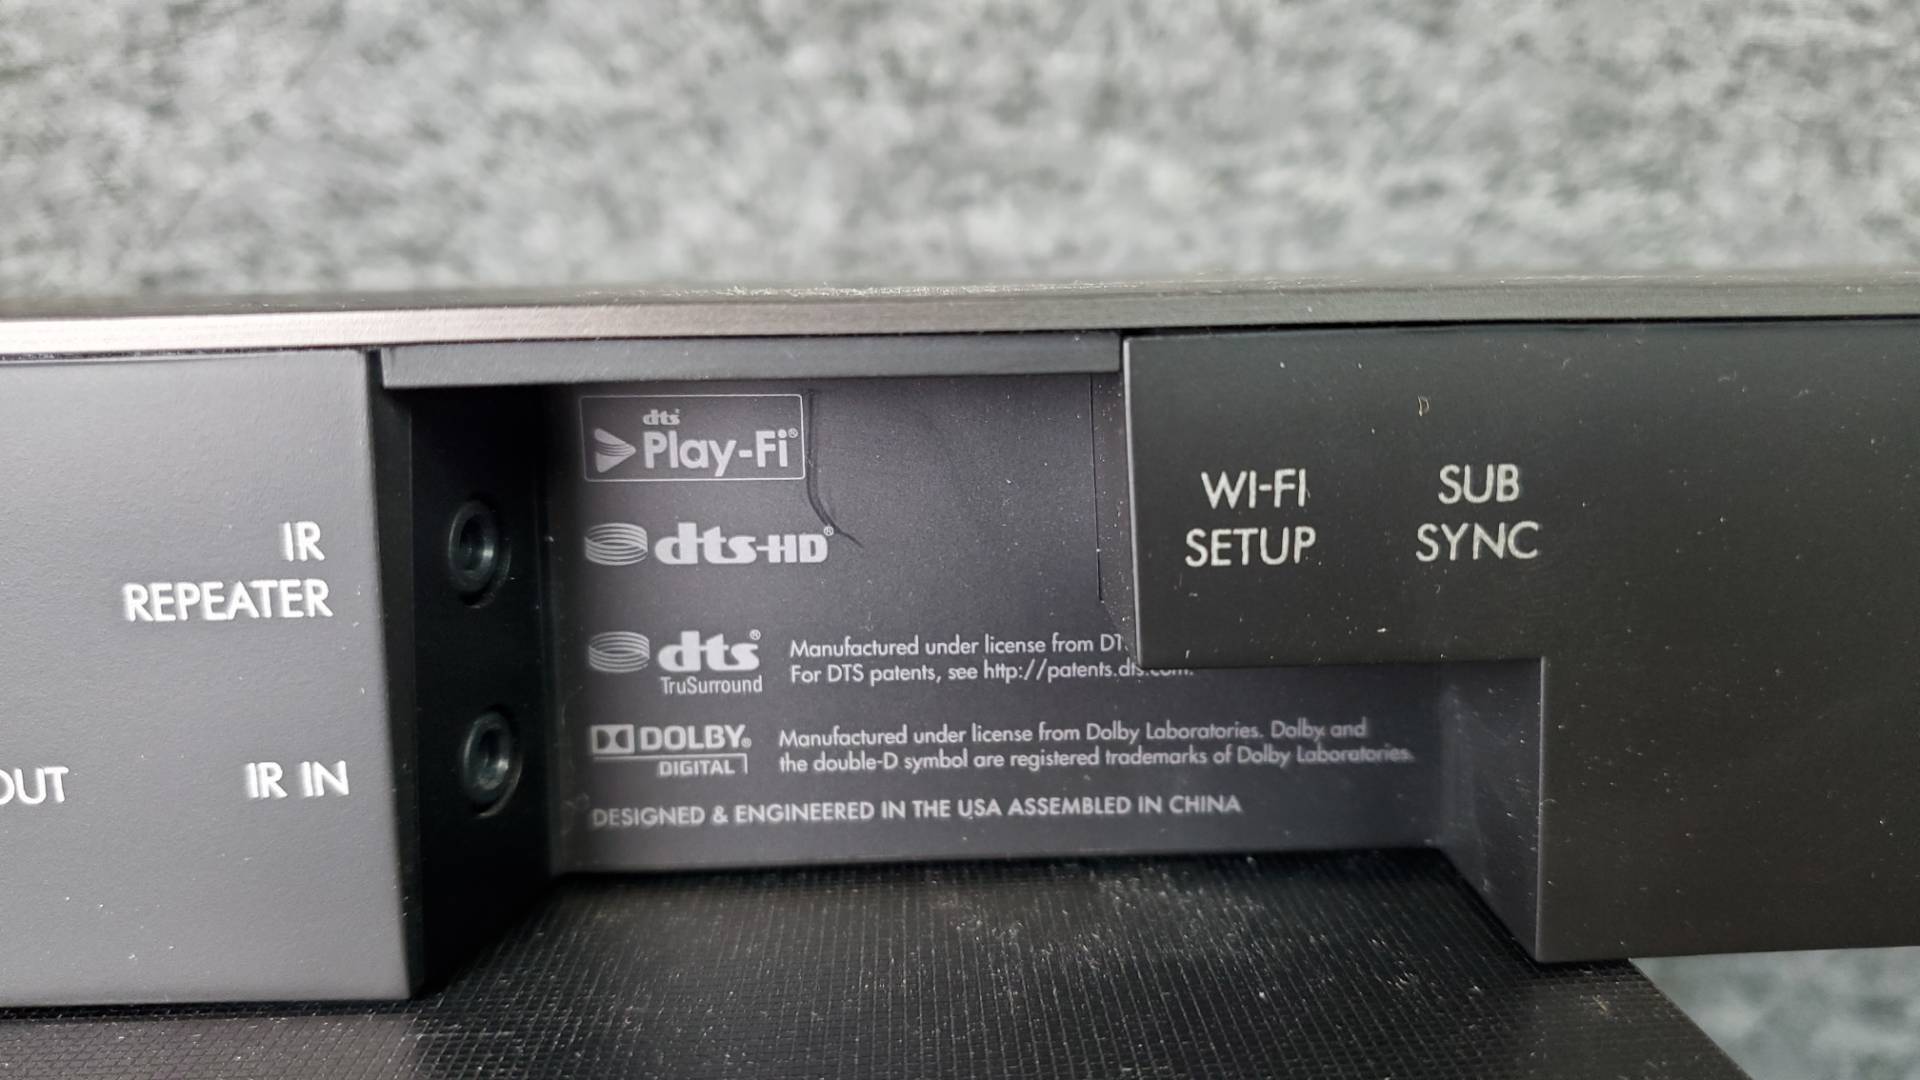 IR
REPEATER
OUT
IR IN
dts
Play-Fi®
dts-HD®
dts®
TruSurround
Manufactured under license from
For DTS patents, see http://patents.dts.com.
DOLBY®
DIGITAL
Manufactured under license from Dolby Laboratories. Dolby and
the double-D symbol are registered trademarks of Dolby Laboratories.
DESIGNED & ENGINEERED IN THE USA ASSEMBLED IN CHINA
WI-FI
SETUP
SUB
SYNC